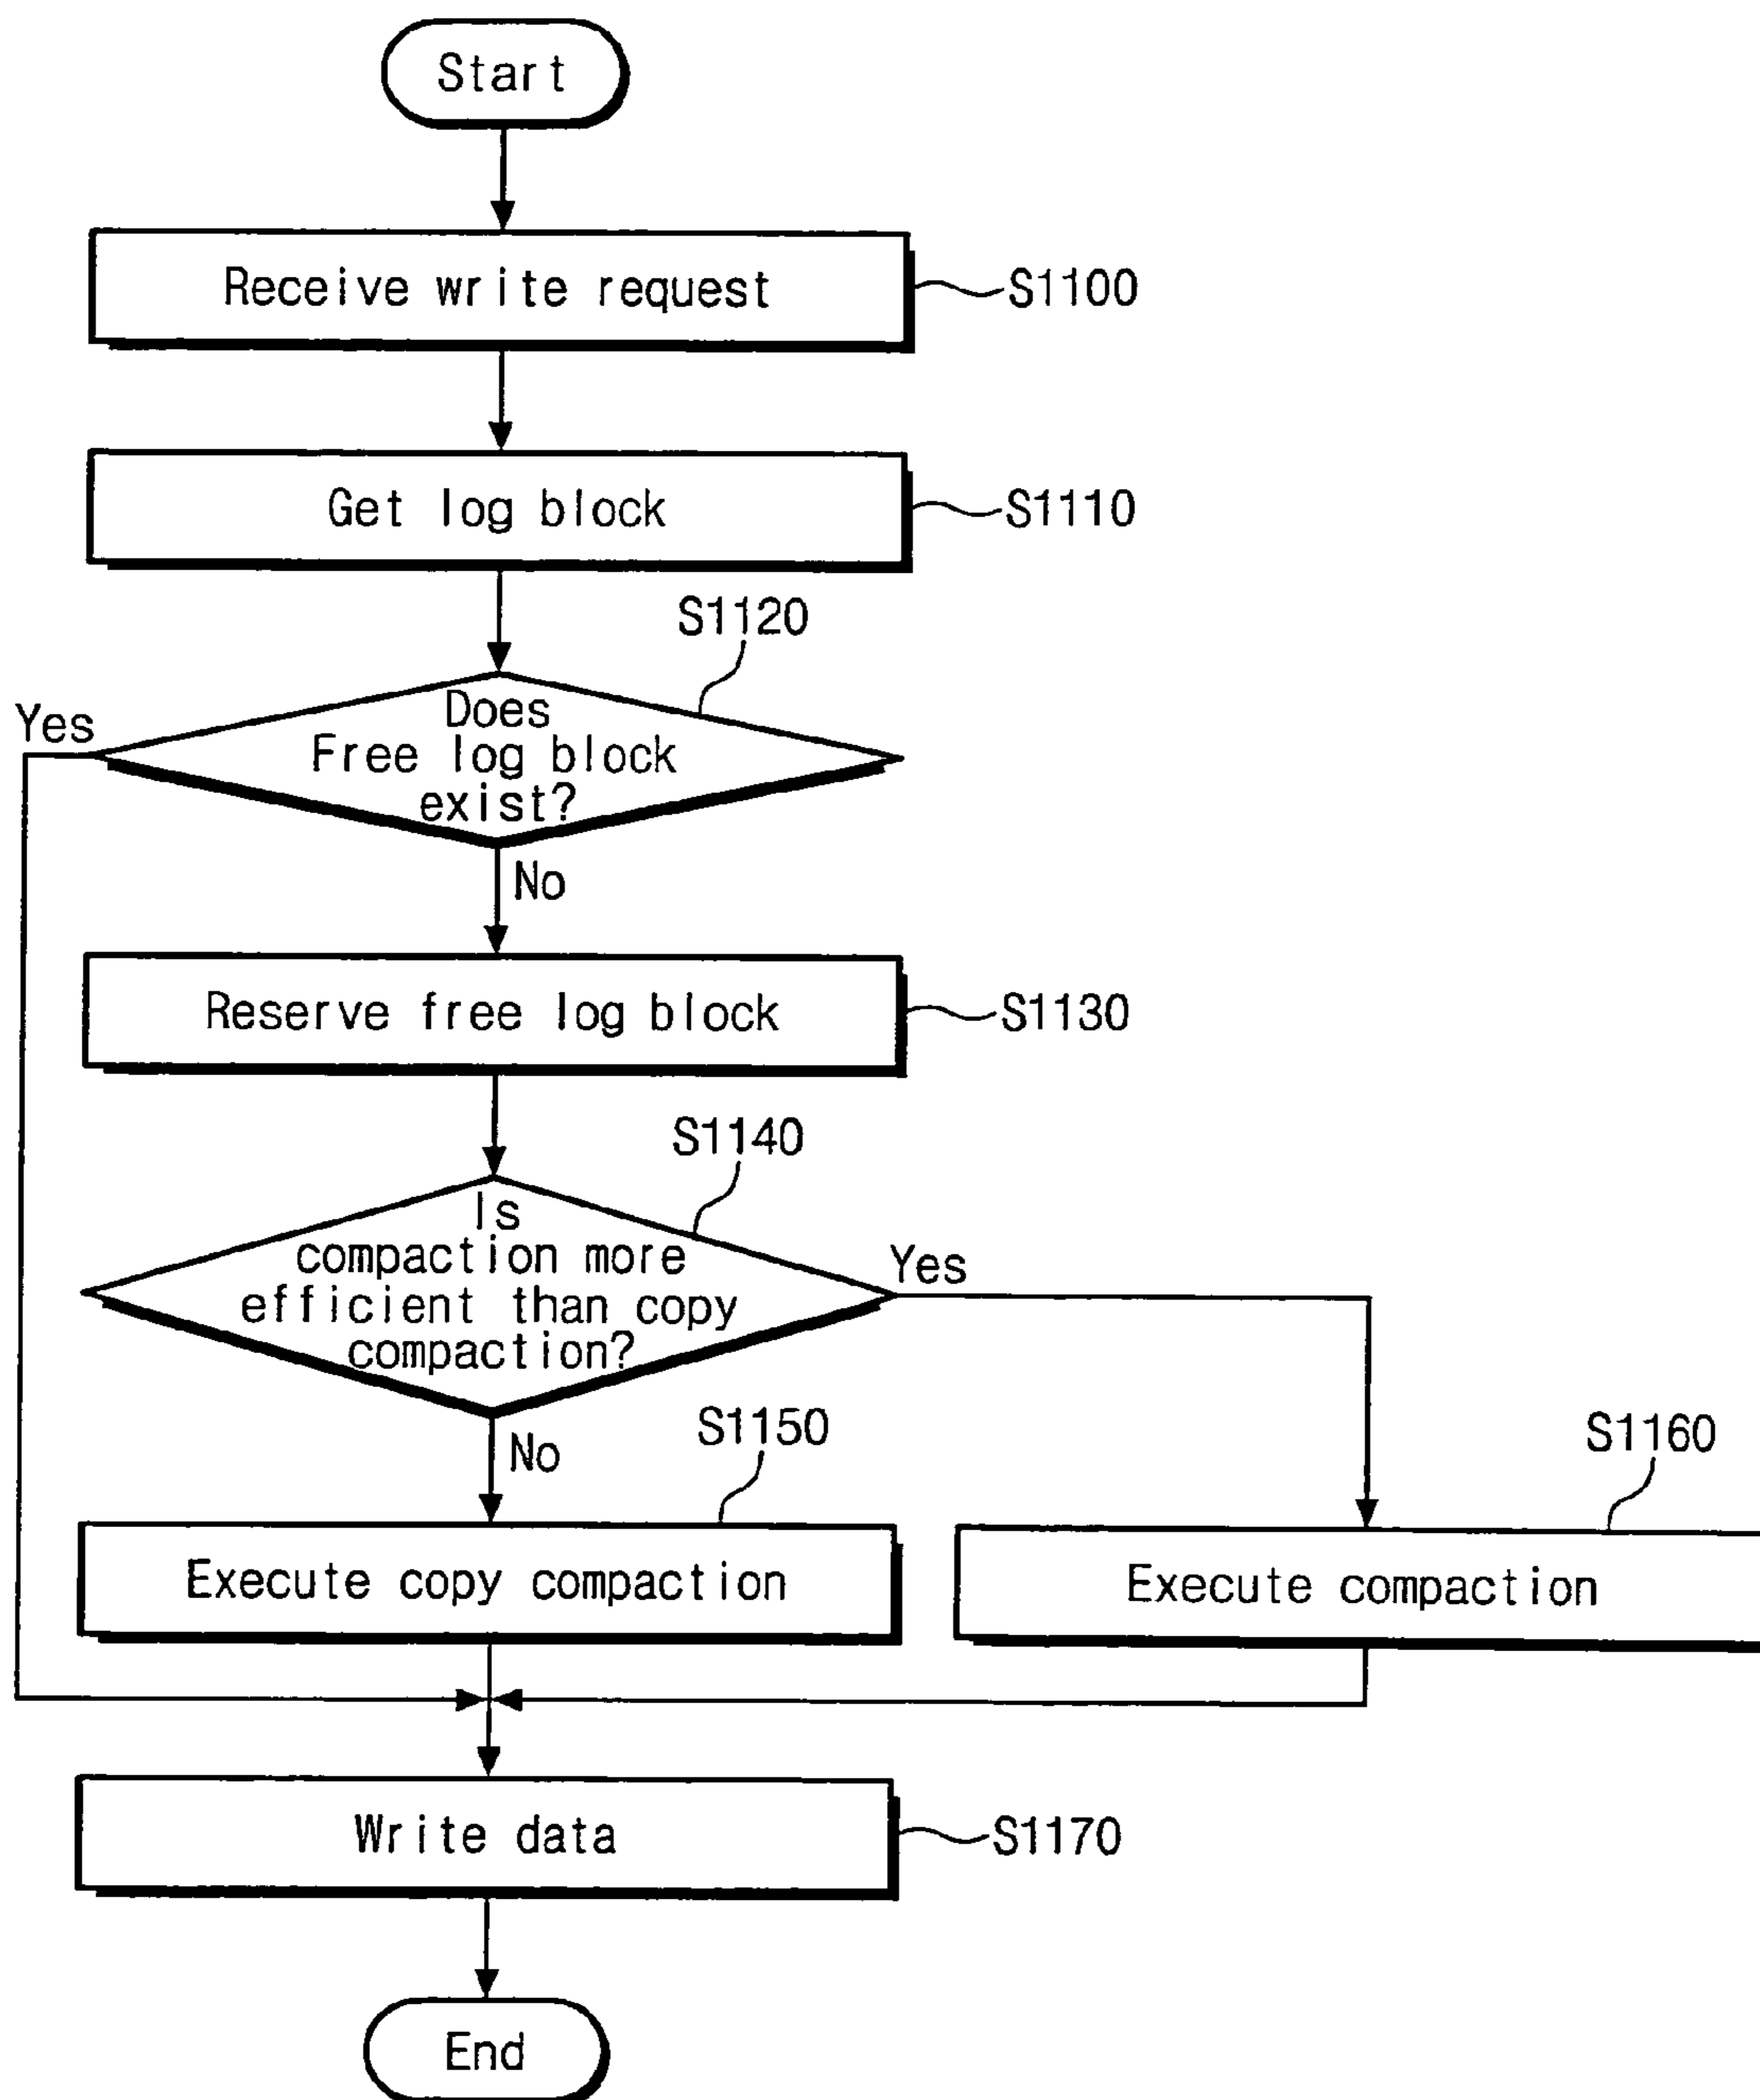 Start
Receive write request
S1100
Get log block
S1110
S1120
Does
Free log block
exist?
Yes
No
Reserve free log block
S1130
S1140
Is
compaction more
efficient than copy
compaction?
Yes
No
S1150
S1160
Execute copy compaction
Execute compaction
Write data
S1170
End